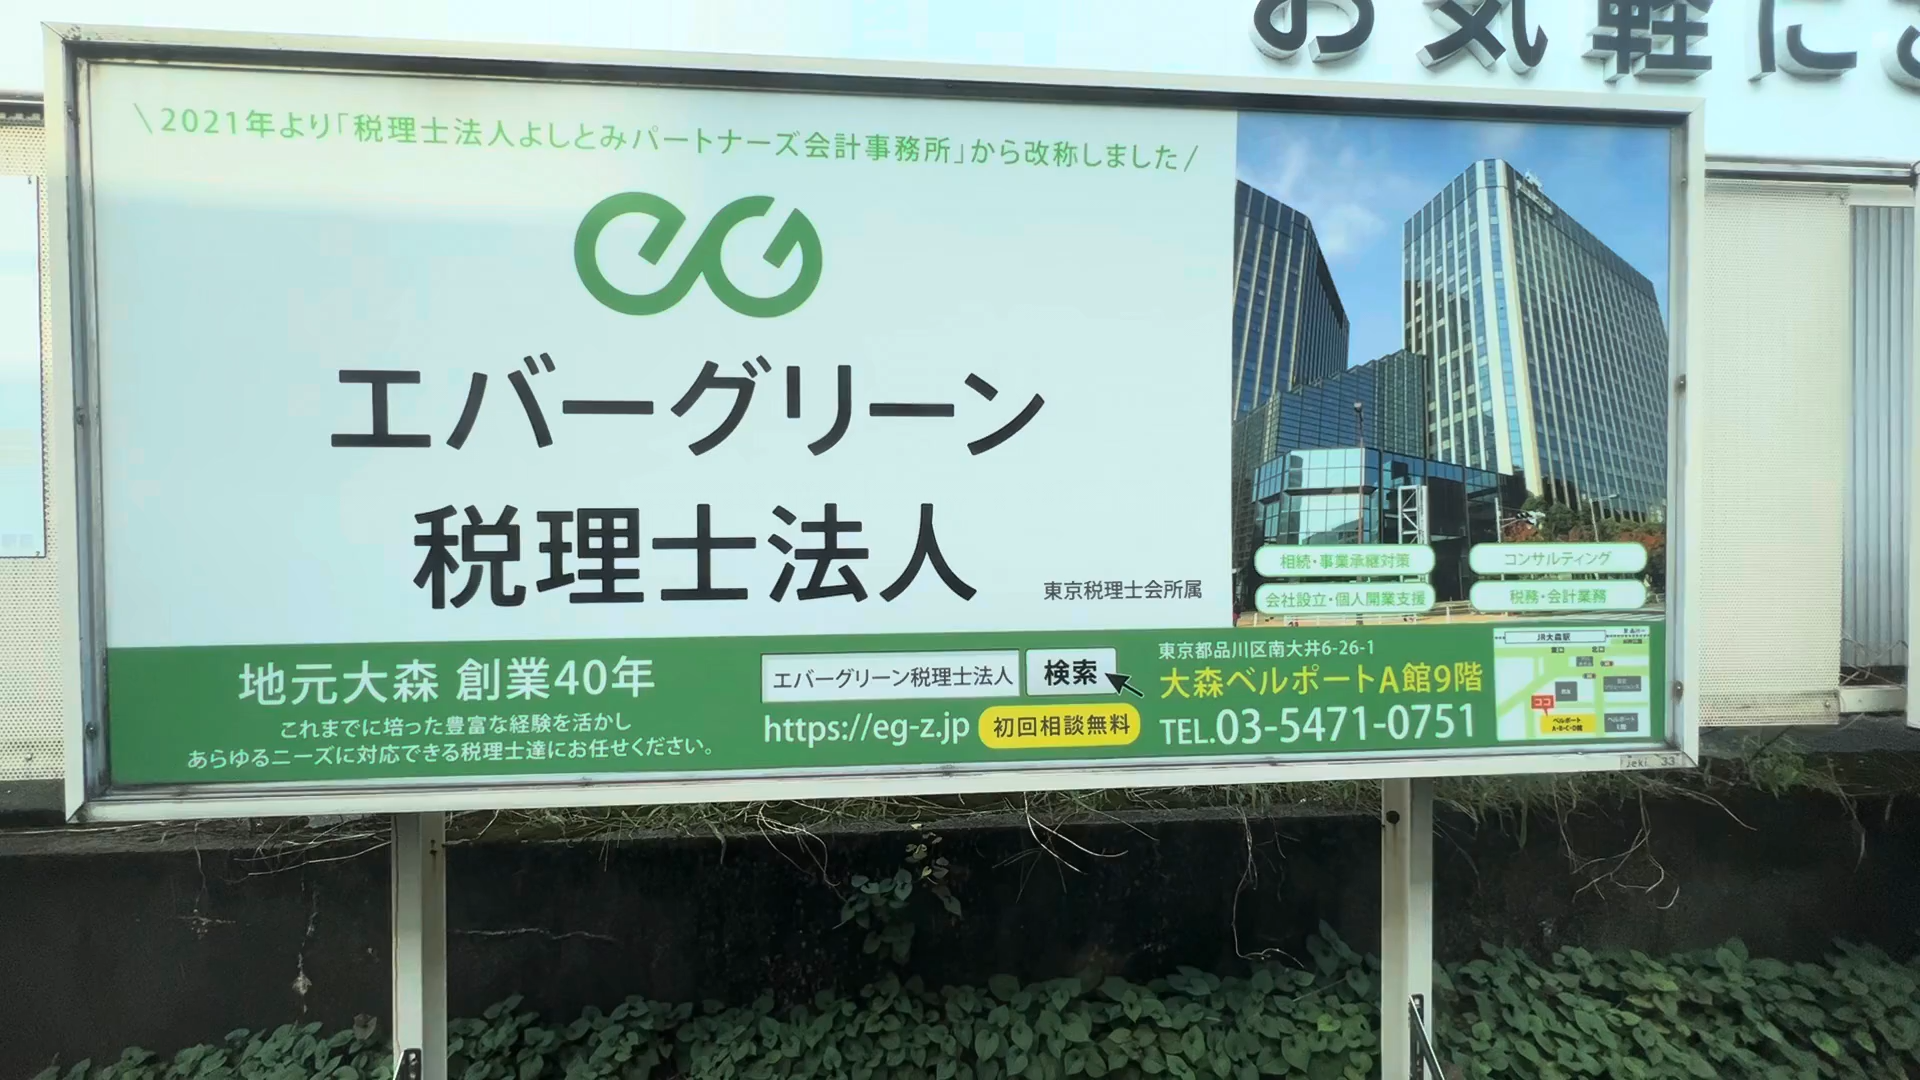 お気軽に
\2021年より「税理士法人よしとみパートナーズ会計事務所」から改称しました/
eG
エバーグリーン
税理士法人
東京税理士会所属
相続・事業承継対策
コンサルティング
会社設立・個人開業支援
税務・会計業務
地元大森 創業40年
これまでに培った豊富な経験を活かし
あらゆるニーズに対応できる税理士達にお任せください。
エバーグリーン税理士法人 検索
https://eg-z.jp 初回相談無料
東京都品川区南大井6-26-1
大森ベルポートA館9階
TEL.03-5471-0751
JR大森駅
ココ
ベルポート
A・B・C・D館
jeki 33